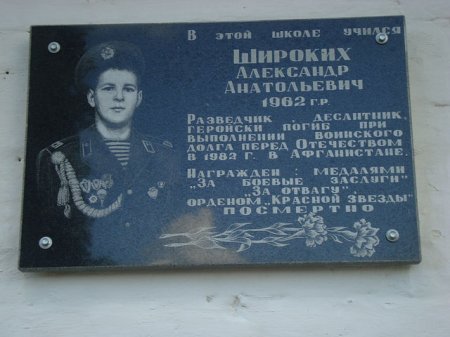 В этой школе учился
Широких
Александр
Анатольевич
1962 г.р.
Разведчик, десантник,
геройски погиб при
выполнении воинского
долга перед Отечеством
в 1982 г. в Афганистане.
Награжден: медалями
"За боевые заслуги"
"За отвагу",
орденом "Красной Звезды"
посмертно